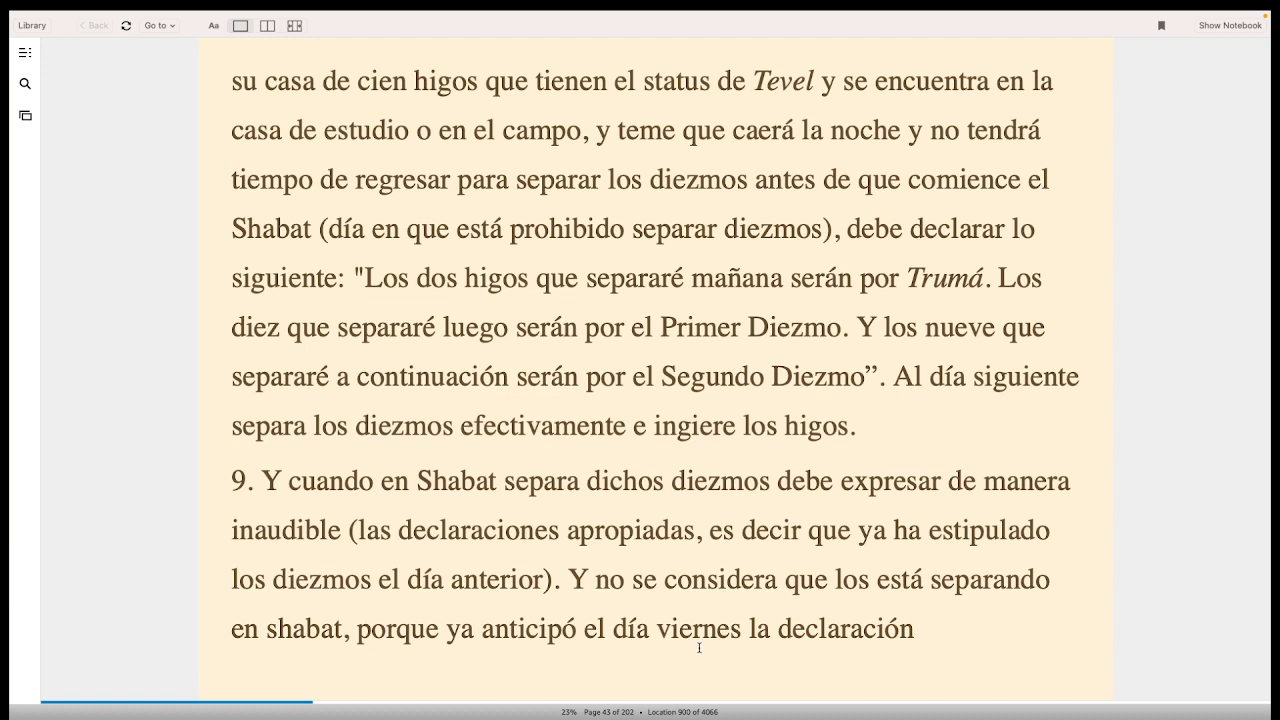 Library
Back
Go to
Aa
Show Notebook
su casa de cien higos que tienen el status de Tevel y se encuentra en la
casa de estudio o en el campo, y teme que caerá la noche y no tendrá
tiempo de regresar para separar los diezmos antes de que comience el
Shabat (día en que está prohibido separar diezmos), debe declarar lo
siguiente: "Los dos higos que separaré mañana serán por Trumá. Los
diez que separaré luego serán por el Primer Diezmo. Y los nueve que
separaré a continuación serán por el Segundo Diezmo”. Al día siguiente
separa los diezmos efectivamente e ingiere los higos.
9. Y cuando en Shabat separa dichos diezmos debe expresar de manera
inaudible (las declaraciones apropiadas, es decir que ya ha estipulado
los diezmos el día anterior). Y no se considera que los está separando
en shabat, porque ya anticipó el día viernes la declaración
23% Page 43 of 202 • Location 900 of 4066